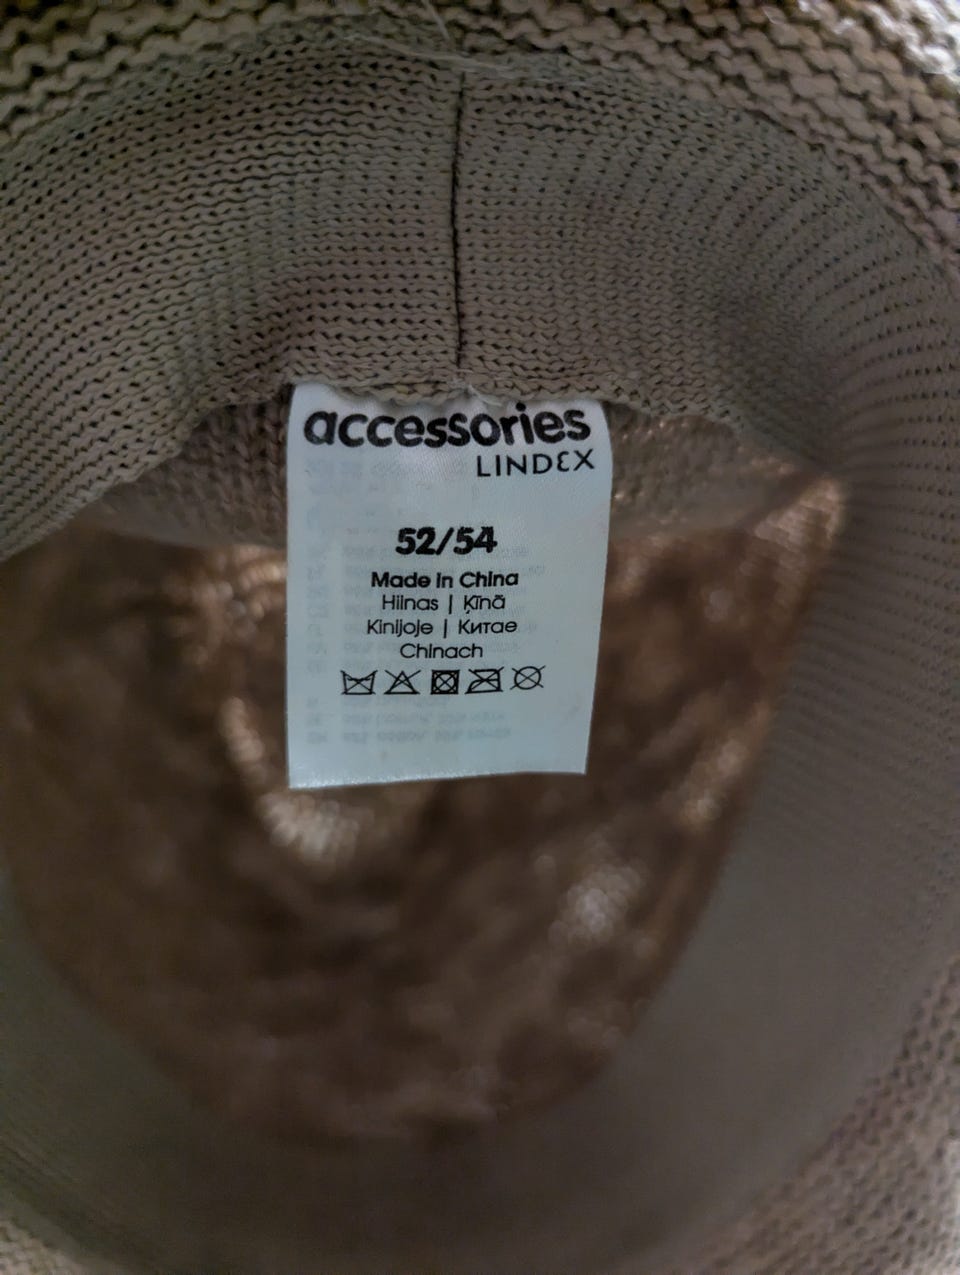 accessories
LINDEX
52/54
Made in China
Hiinas | Ķīnā
Kinijoje | Китае
Chinach